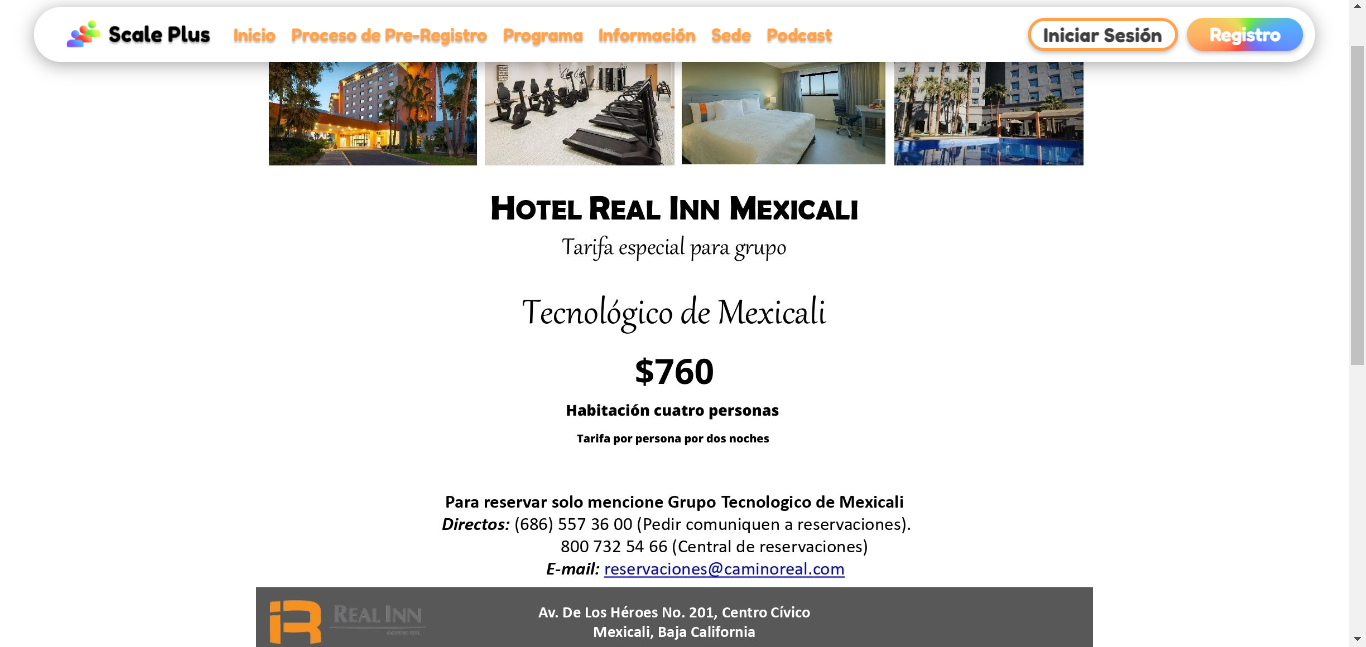 Scale Plus
Inicio
Proceso de Pre-Registro
Programa
Información
Sede
Podcast
Iniciar Sesión
Registro
HOTEL REAL INN MEXICALI
Tarifa especial para grupo
Tecnológico de Mexicali
$760
Habitación cuatro personas
Tarifa por persona por dos noches
Para reservar solo mencione Grupo Tecnologico de Mexicali
Directos: (686) 557 36 00 (Pedir comuniquen a reservaciones).
800 732 54 66 (Central de reservaciones)
E-mail: reservaciones@caminoreal.com
REAL INN
Av. De Los Héroes No. 201, Centro Cívico
Mexicali, Baja California